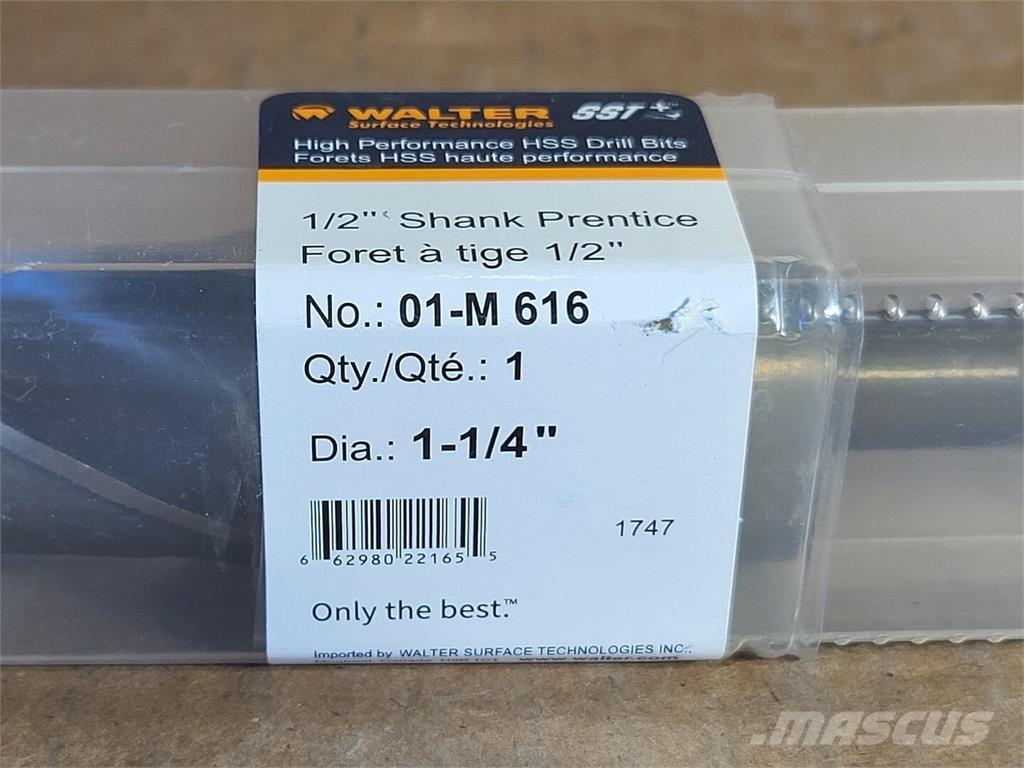 WALTER SST+
Surface Technologies
High Performance HSS Drill Bits
Forets HSS haute performance
1/2" Shank Prentice
Foret à tige 1/2"
No.: 01-M 616
Qty./Qté.: 1
Dia.: 1-1/4"
1747
6 62980 22165 5
Only the best.™
Imported by WALTER SURFACE TECHNOLOGIES INC.
www.walter.com
MASCUS